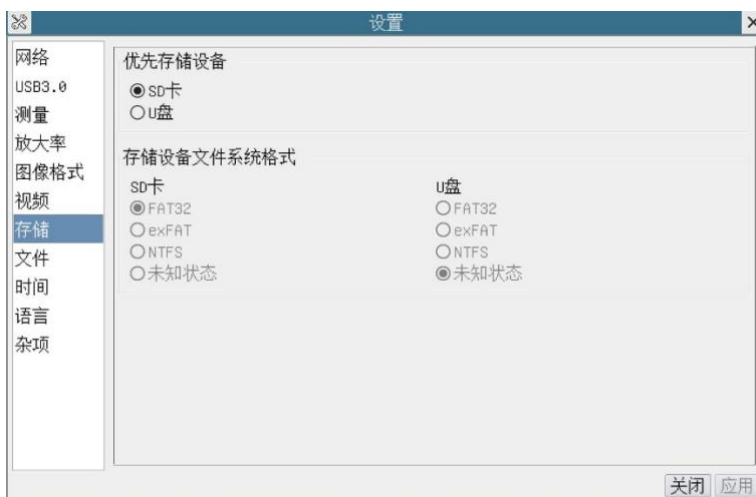 设置
网络
USB3.0
测量
放大率
图像格式
视频
存储
文件
时间
语言
杂项
优先存储设备
SD卡
U盘
存储设备文件系统格式
SD卡 U盘
FAT32 FAT32
exFAT exFAT
NTFS NTFS
未知状态 未知状态
关闭 应用